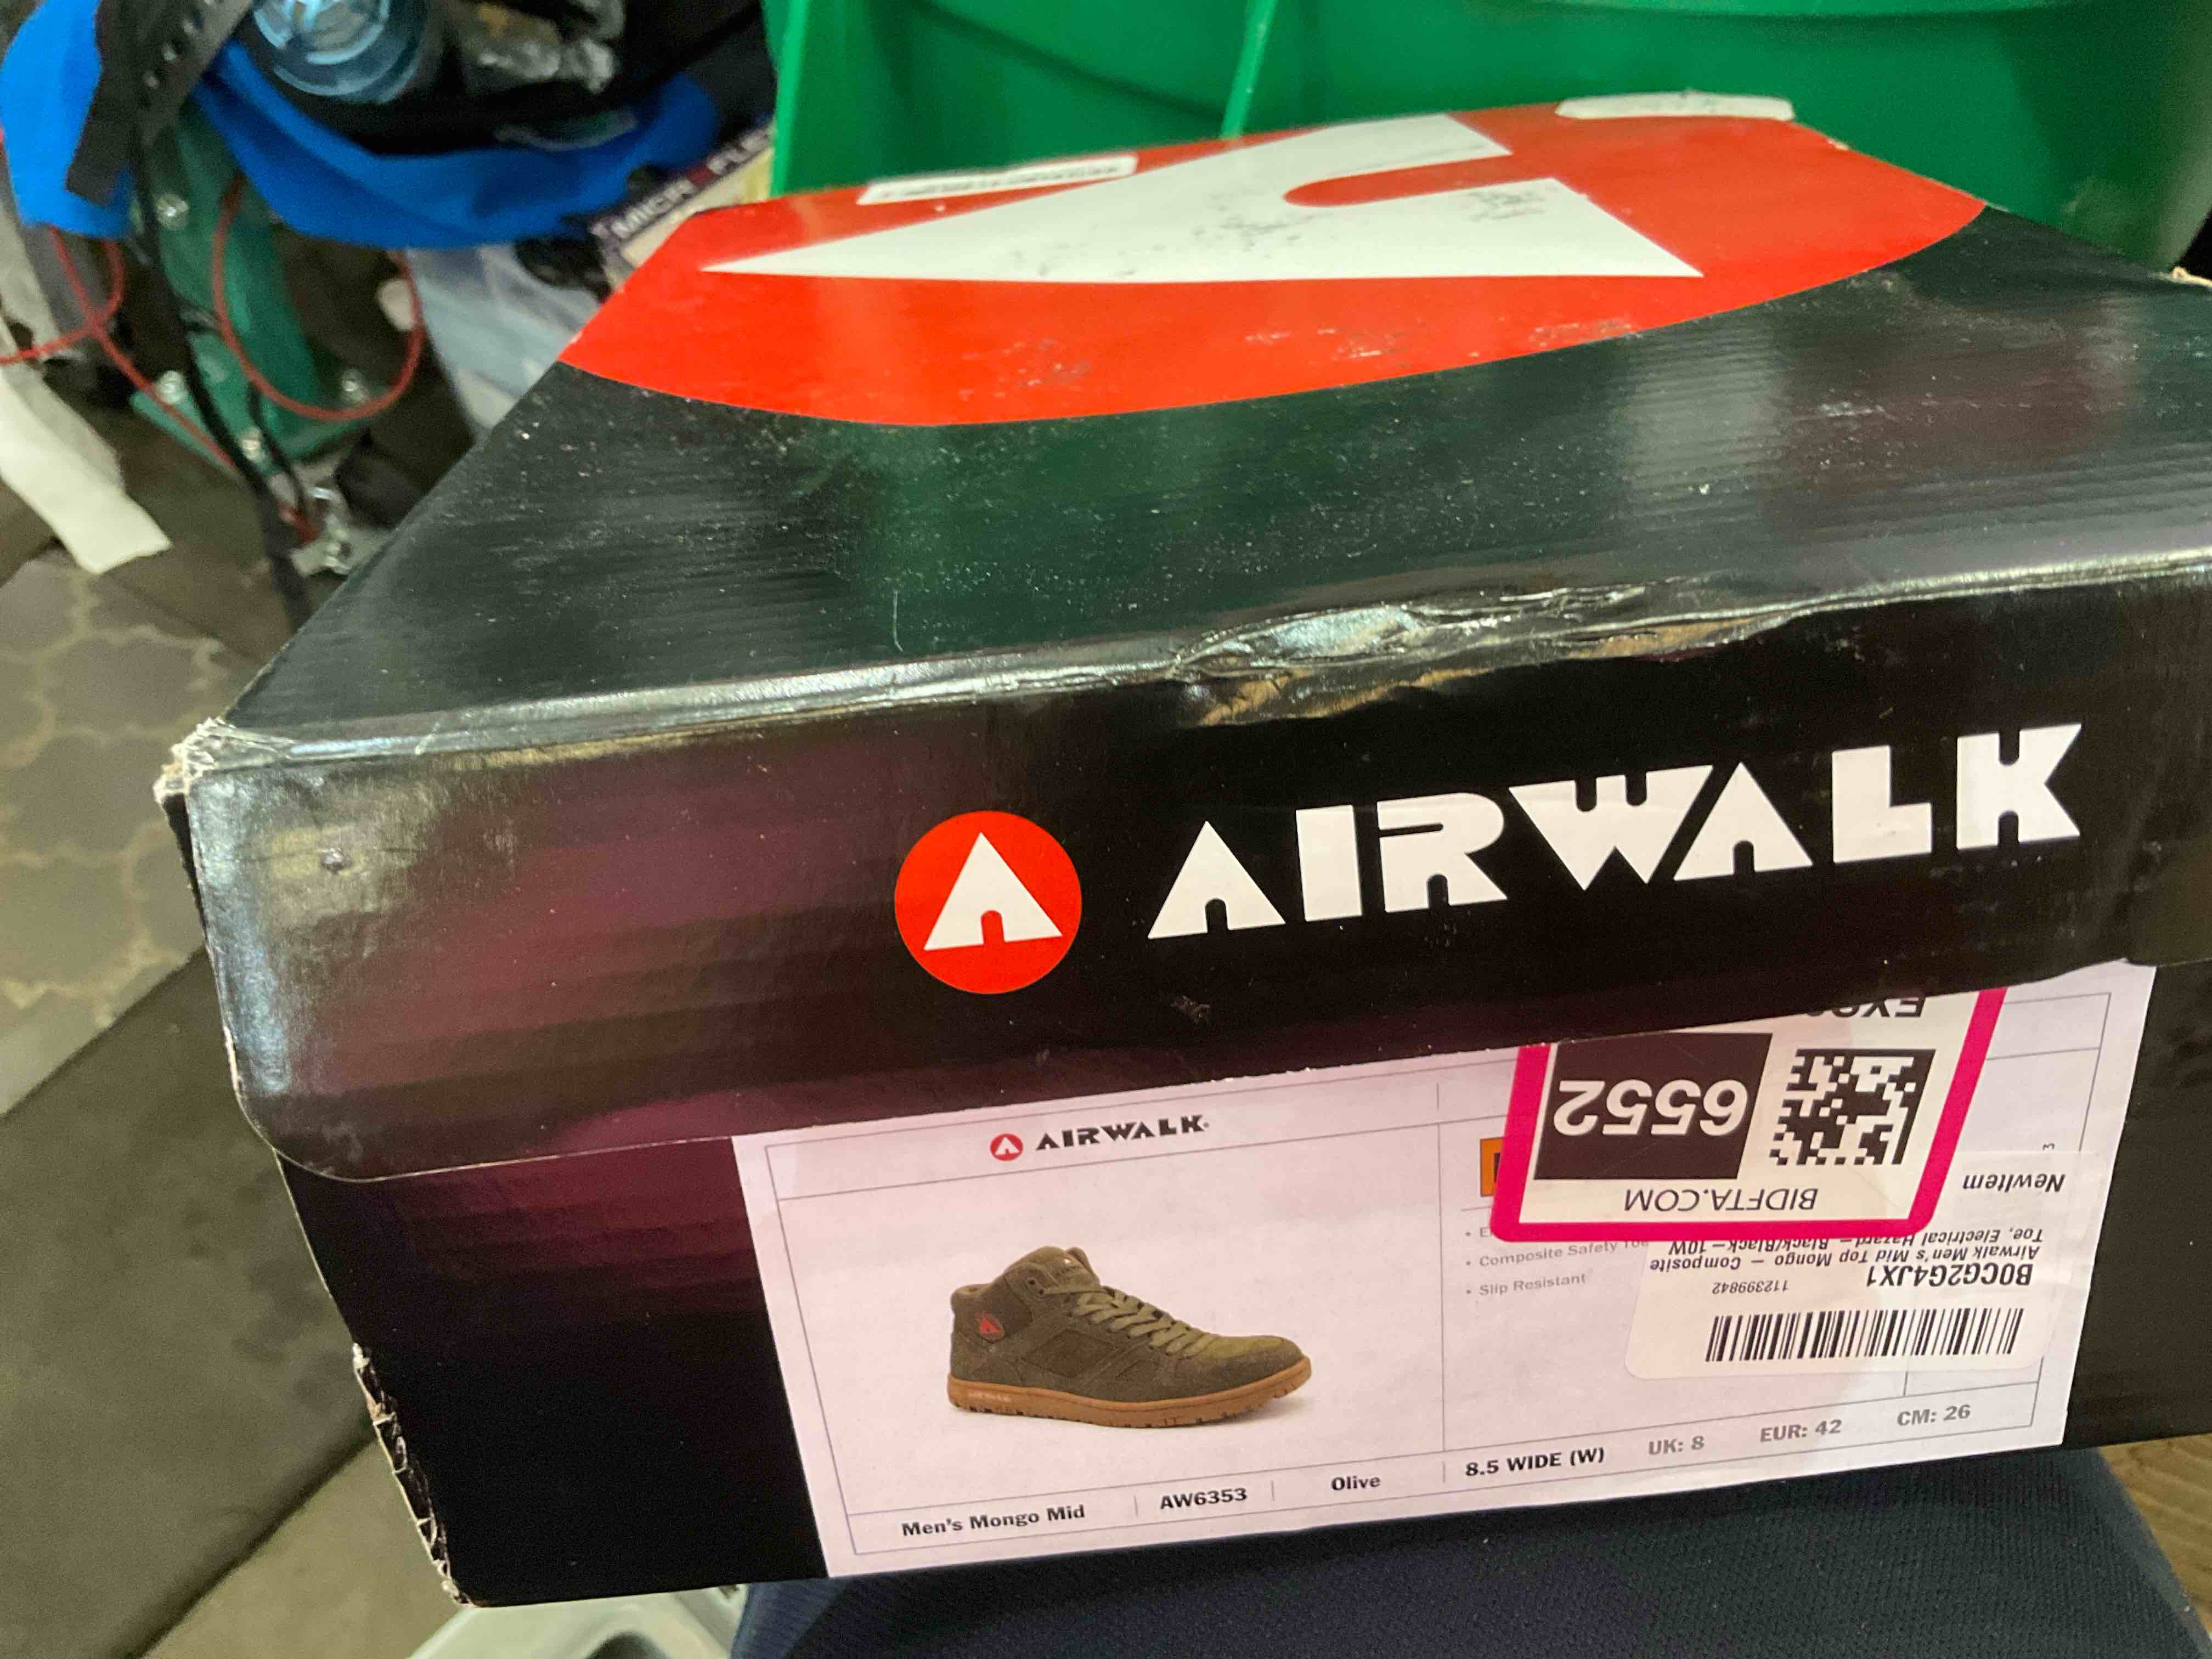 AIRWALK
AIRWALK
Composite Safety
Slip Resistant
Men's Mongo Mid
AW6353
Olive
8.5 WIDE (W)
UK: 8
EUR: 42
CM: 26
6552
BIDFTA.COM
NewItem
Airwalk Men's Mid Top Mongo – Composite
Toe, Electrical Hazard – Black/Black – 10W
B0CG2G4JX1
112399842
MICR